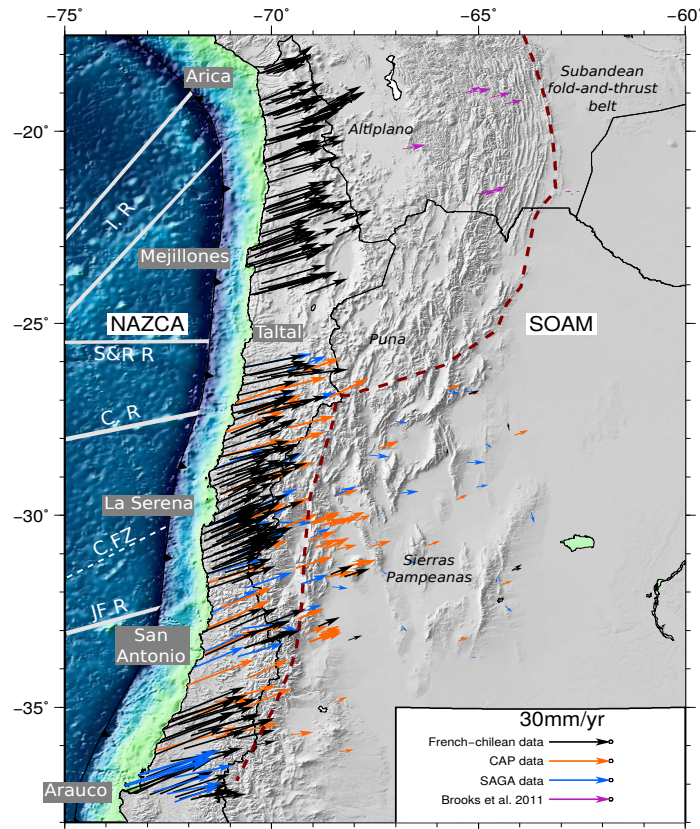 −75°
−70°
−65°
−60°
Arica
Subandean
fold-and-thrust
belt
Altiplano
−20°
I. R
Mejillones
NAZCA
SOAM
−25°
Taltal
Puna
S&R R
C. R
La Serena
−30°
C.FZ
Sierras
Pampeanas
JF R
San
Antonio
−35°
30mm/yr
French−chilean data
CAP data
SAGA data
Brooks et al. 2011
Arauco